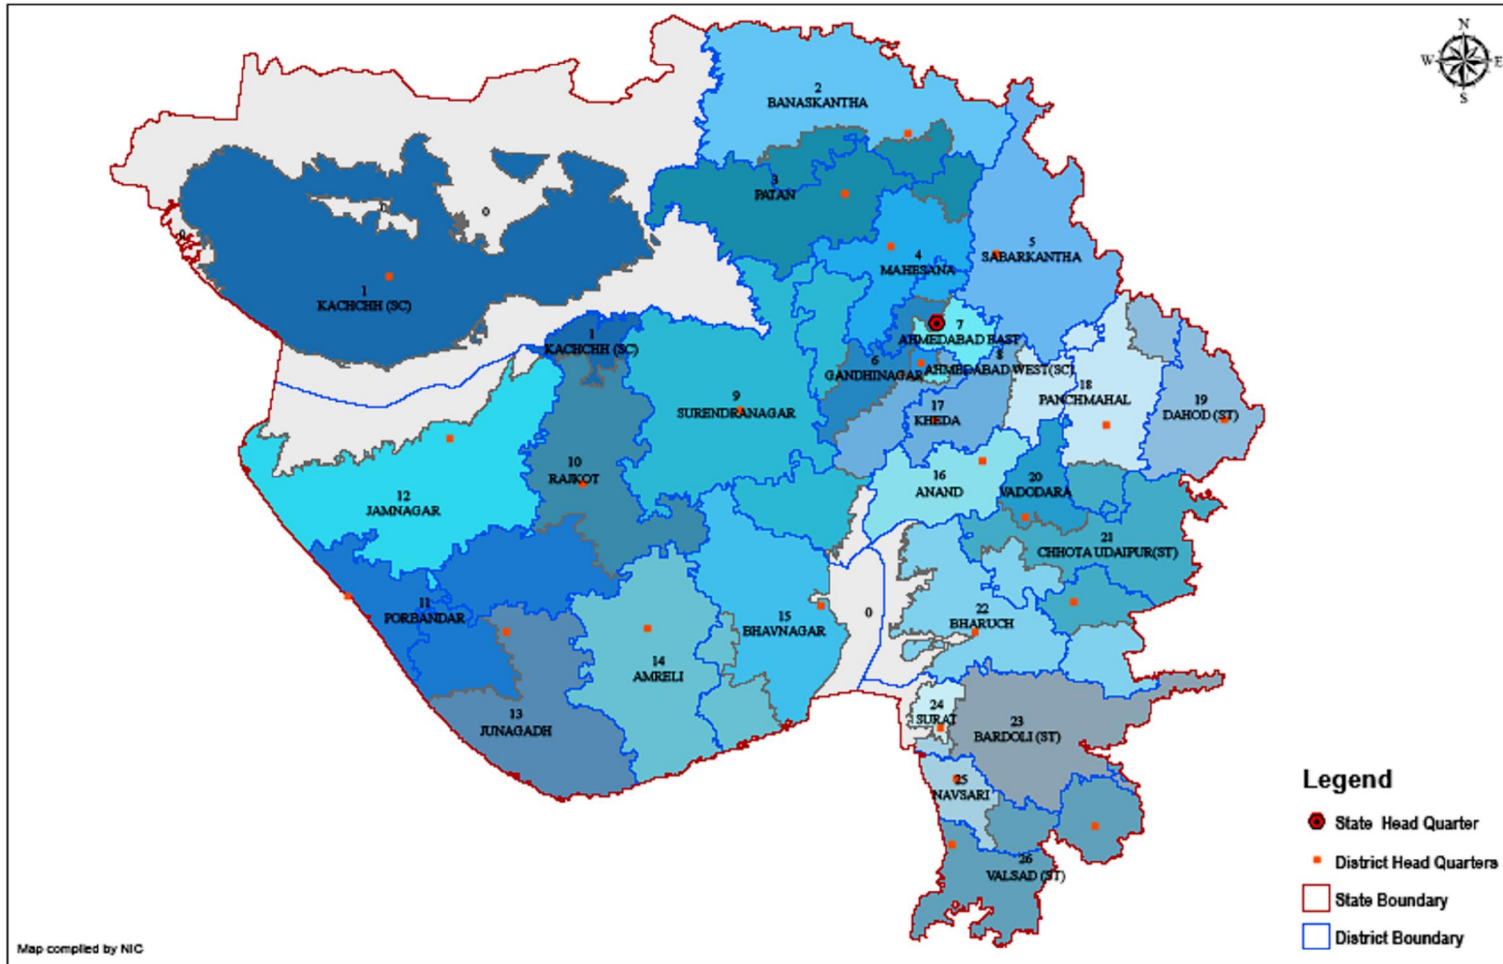 N
W E
S
2
BANASKANTHA
3
PATAN
0
0
0
1
KACHCHH (SC)
4
MAHESANA
5
SABARKANTHA
1
KACHCHH (SC)
7
AHMEDABAD EAST
6
GANDHINAGAR
8
AHMEDABAD WEST(SC)
9
SURENDRANAGAR
17
KHEDA
18
PANCHMAHAL
19
DAHOD (ST)
10
RAJKOT
12
JAMNAGAR
16
ANAND
20
VADODARA
21
CHHOTA UDAIPUR(ST)
11
PORBANDAR
15
BHAVNAGAR
0
22
BHARUCH
14
AMRELI
13
JUNAGADH
24
SURAT
23
BARDOLI (ST)
25
NAVSARI
26
VALSAD (ST)
Legend
State Head Quarter
District Head Quarters
State Boundary
District Boundary
Map complied by NIC